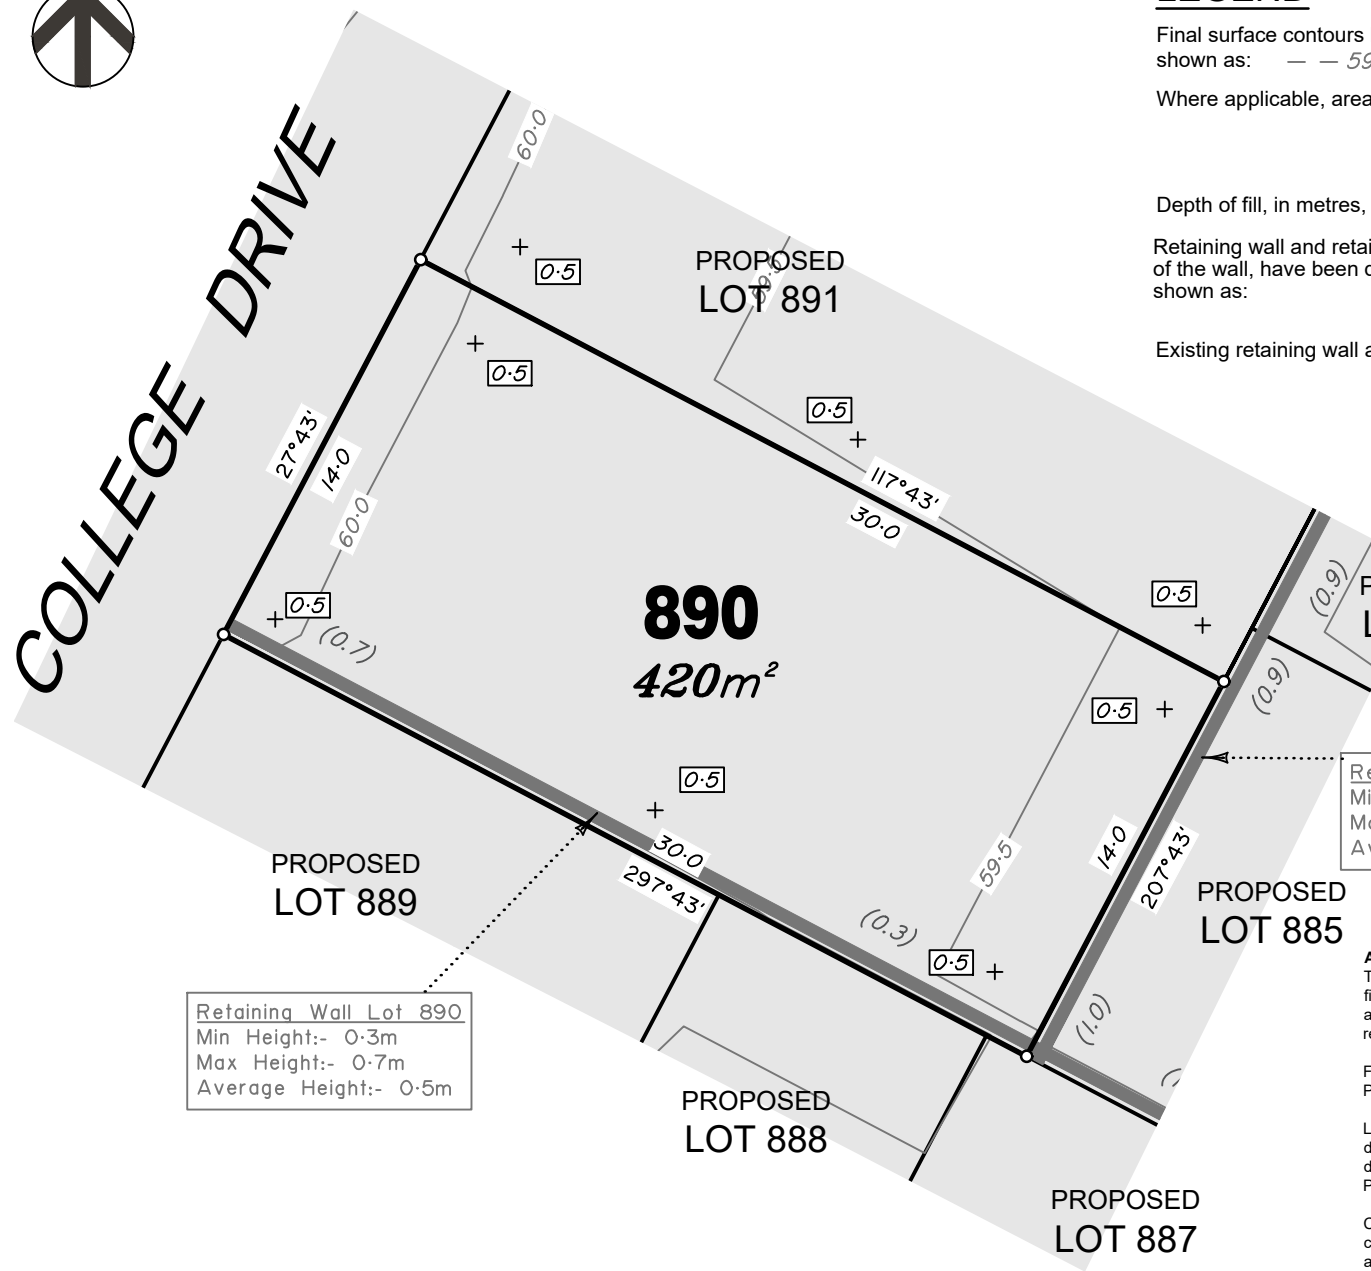 LEGEND
Final surface contours
shown as: — — 59
Where applicable, area
Depth of fill, in metres,
Retaining wall and retai
of the wall, have been
shown as:
Existing retaining wall a
COLLEGE DRIVE
60·0
0·5
PROPOSED
LOT 891
59·5
0·5
0·5
27°43'
14·0
60·0
117°43'
30·0
0·5
(0.9)
0·5
(0.7)
890
420m²
(0.9)
0·5
0·5
30·0
297°43'
59·5
14·0
207°43'
(0.3)
0·5
(1.0)
PROPOSED
LOT 889
PROPOSED
LOT 885
Retaining Wall Lot 890
Min Height:- 0·3m
Max Height:- 0·7m
Average Height:- 0·5m
PROPOSED
LOT 888
PROPOSED
LOT 887